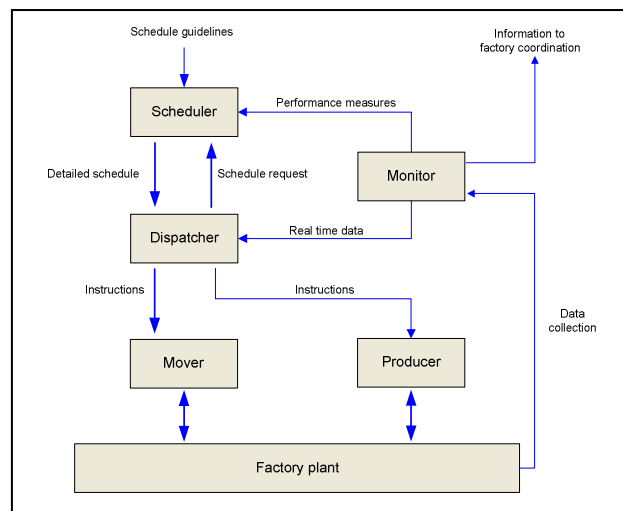 Schedule guidelines
Information to
factory coordination
Scheduler
Performance measures
Detailed schedule
Schedule request
Monitor
Dispatcher
Real time data
Instructions
Instructions
Data
collection
Mover
Producer
Factory plant